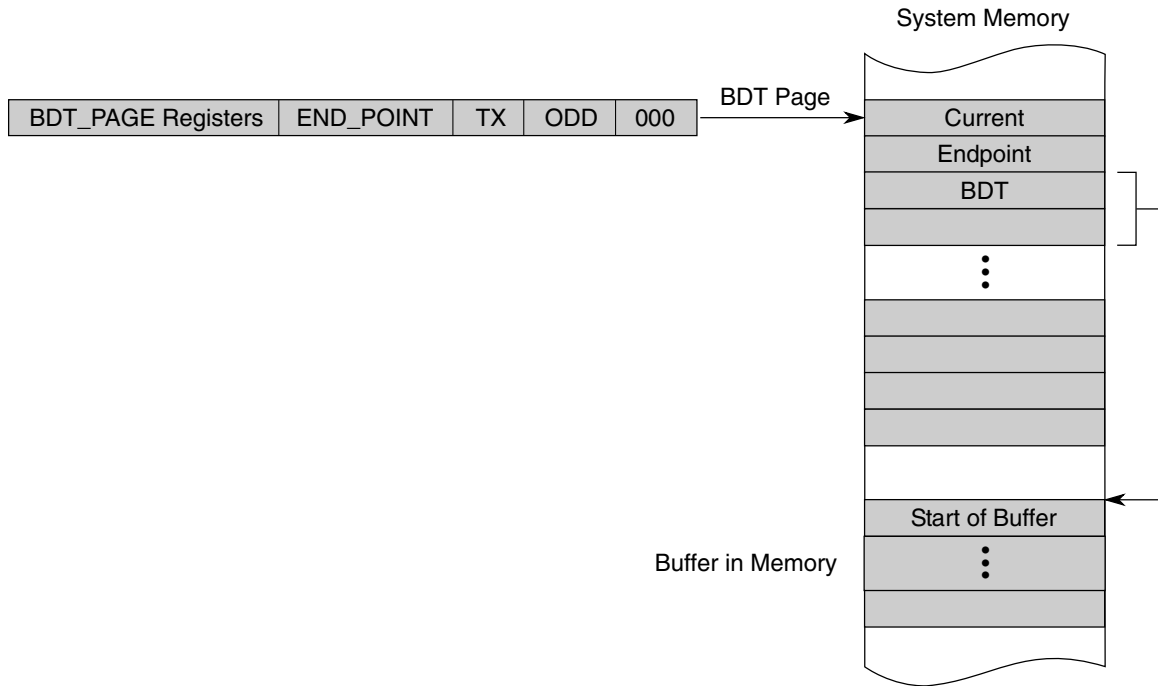 System Memory
BDT_PAGE Registers END_POINT TX ODD 000
BDT Page
Current
Endpoint
BDT
Start of Buffer
Buffer in Memory